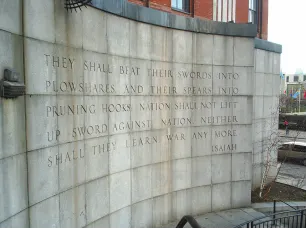 THEY SHALL BEAT THEIR SWORDS INTO
PLOWSHARES. AND THEIR SPEARS INTO
PRUNING HOOKS. NATION SHALL NOT LIFT
UP SWORD AGAINST NATION. NEITHER
SHALL THEY LEARN WAR ANY MORE
ISAIAH